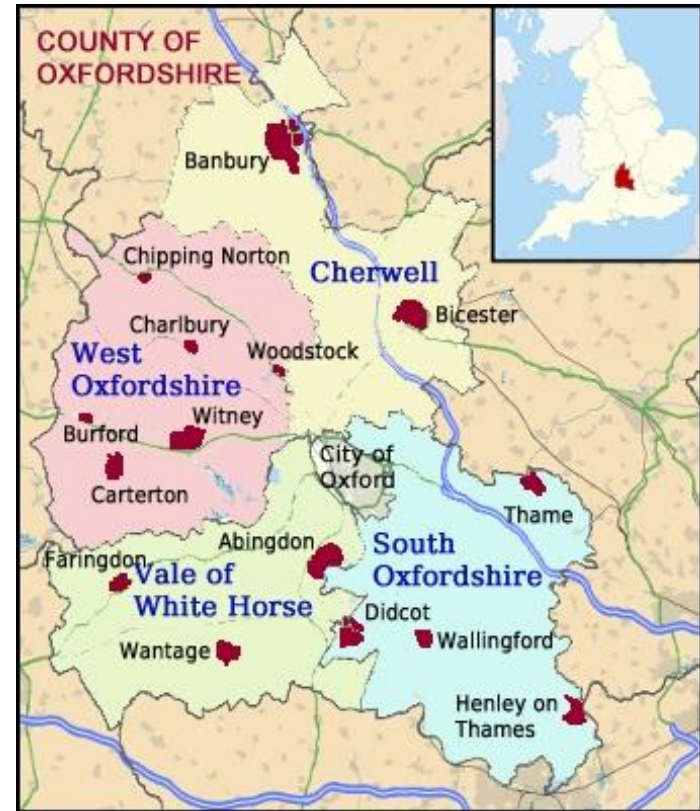 COUNTY OF
OXFORDSHIRE
Banbury
Chipping Norton
Cherwell
Charlbury
Bicester
West
Oxfordshire
Woodstock
Witney
Burford
City of
Oxford
Carterton
Thame
Abingdon
South
Oxfordshire
Faringdon
Vale of
White Horse
Didcot
Wantage
Wallingford
Henley on
Thames